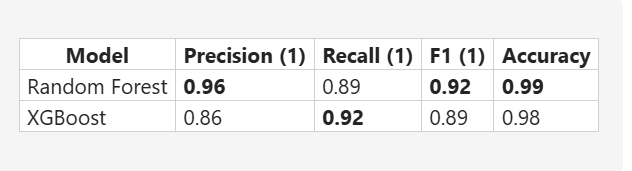 Model Precision (1) Recall (1) F1 (1) Accuracy
Random Forest 0.96 0.89 0.92 0.99
XGBoost 0.86 0.92 0.89 0.98